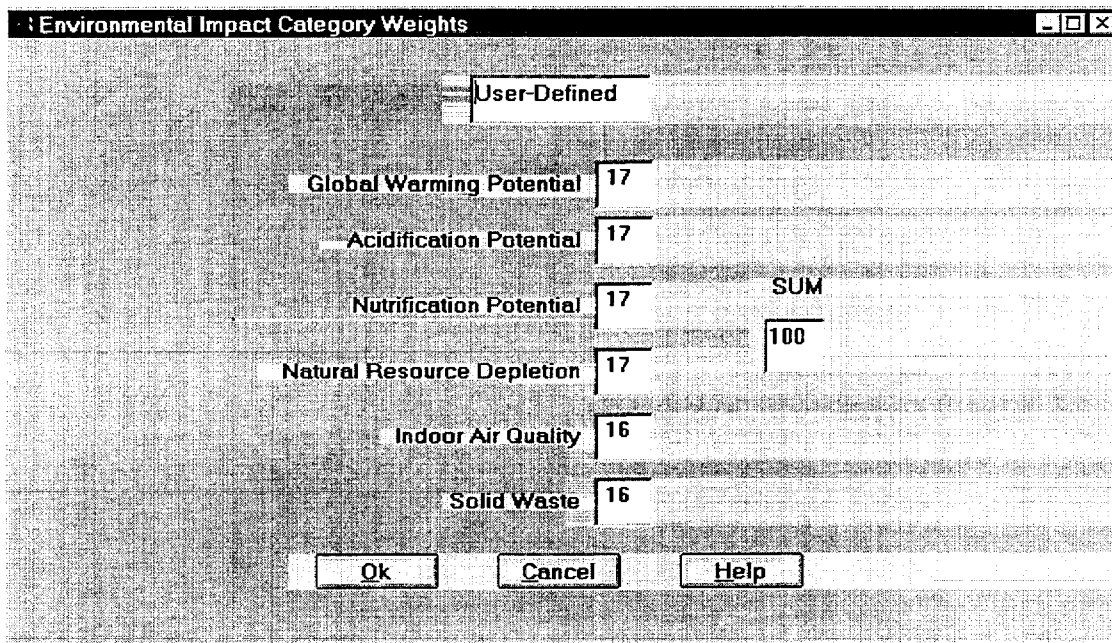 Environmental Impact Category Weights
User-Defined
Global Warming Potential 17
Acidification Potential 17
Nutrification Potential 17
SUM
100
Natural Resource Depletion 17
Indoor Air Quality 16
Solid Waste 16
Ok Cancel Help